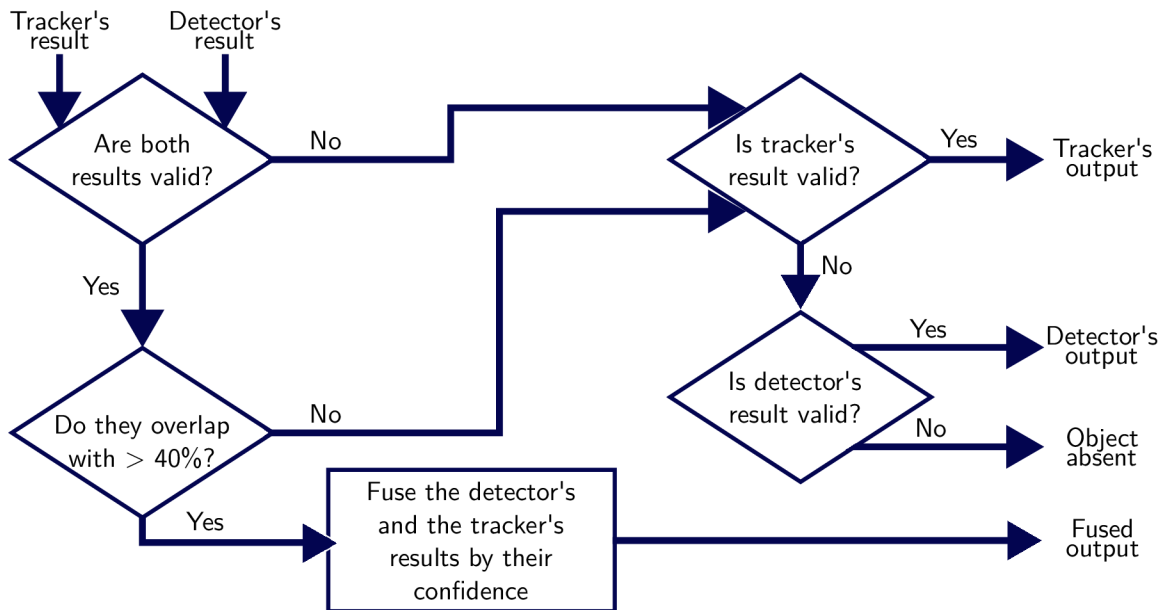 Tracker's
result
Detector's
result
Are both
results valid?
No
Is tracker's
result valid?
Yes
Tracker's
output
Yes
No
Do they overlap
with > 40%?
No
Is detector's
result valid?
Yes
Detector's
output
No
Object
absent
Yes
Fuse the detector's
and the tracker's
results by their
confidence
Fused
output